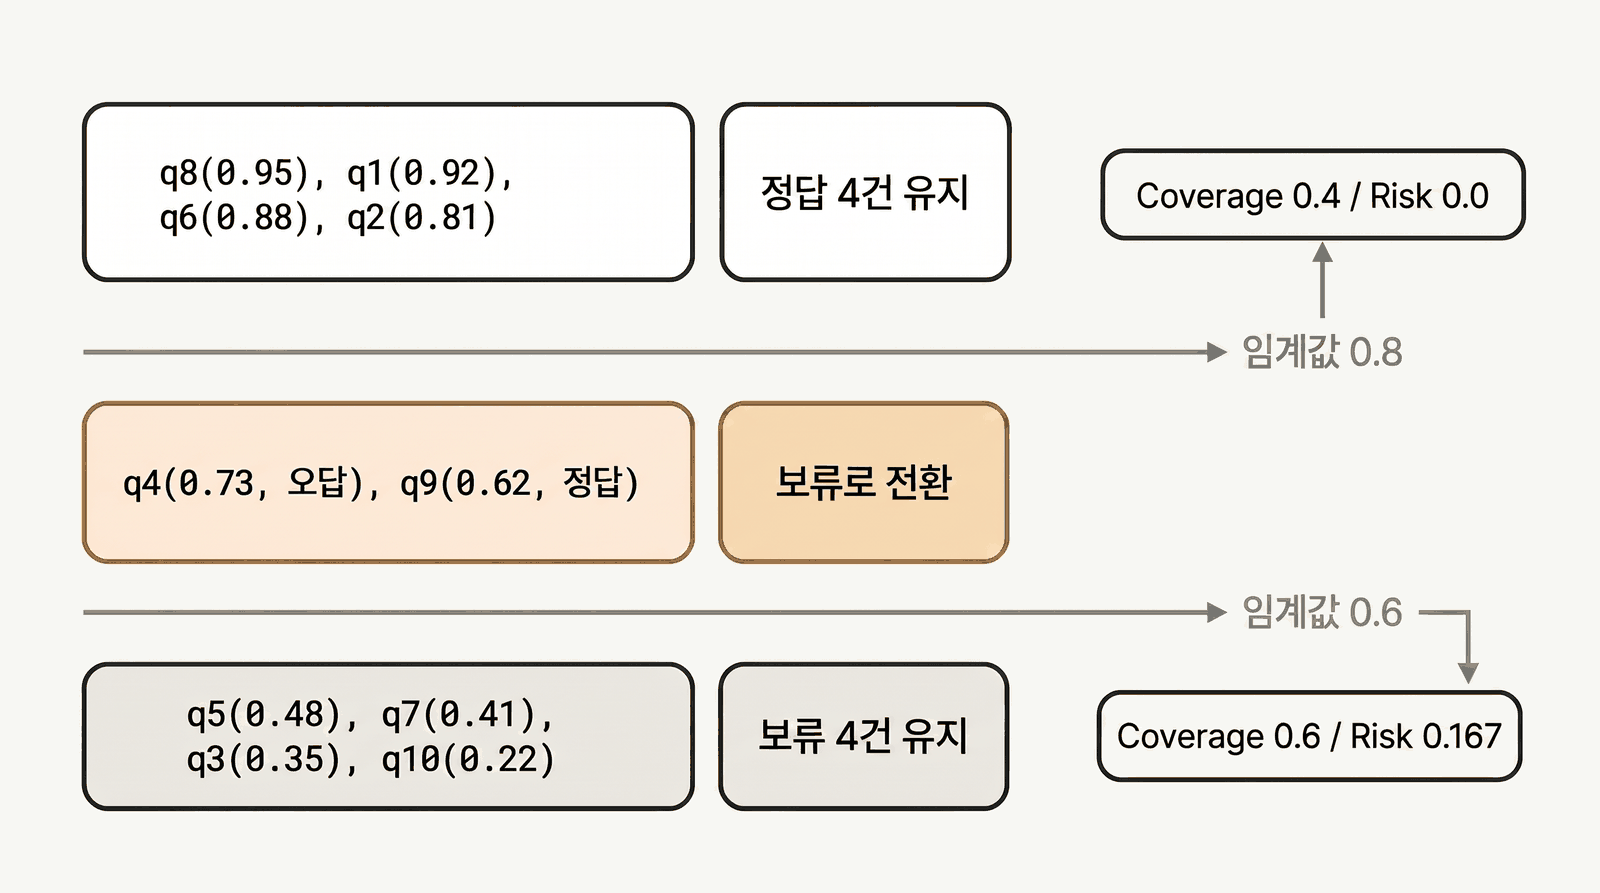 q8(0.95), q1(0.92),
q6(0.88), q2(0.81)
정답 4건 유지
Coverage 0.4 / Risk 0.0
임계값 0.8
q4(0.73, 오답), q9(0.62, 정답)
보류로 전환
임계값 0.6
q5(0.48), q7(0.41),
q3(0.35), q10(0.22)
보류 4건 유지
Coverage 0.6 / Risk 0.167